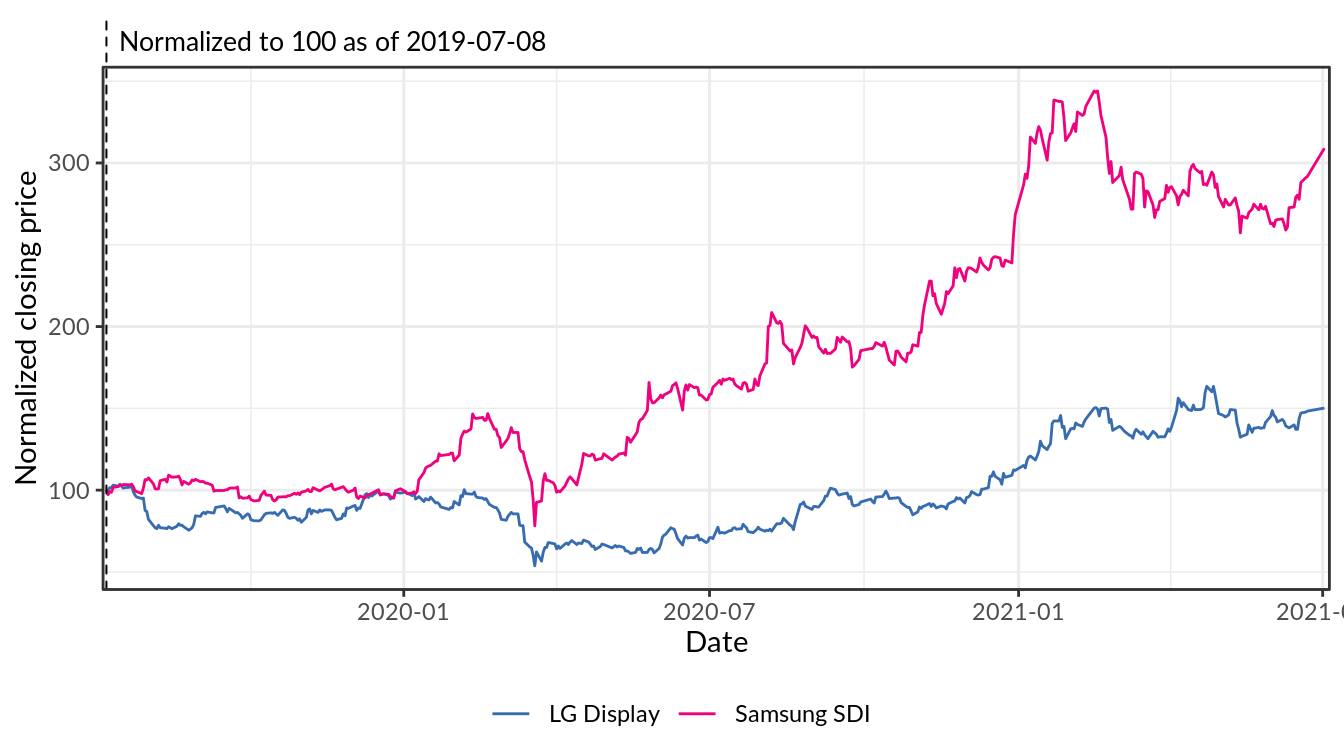 Normalized to 100 as of 2019-07-08
Normalized closing price
300
200
100
2020-01
2020-07
2021-01
Date
LG Display
Samsung SDI